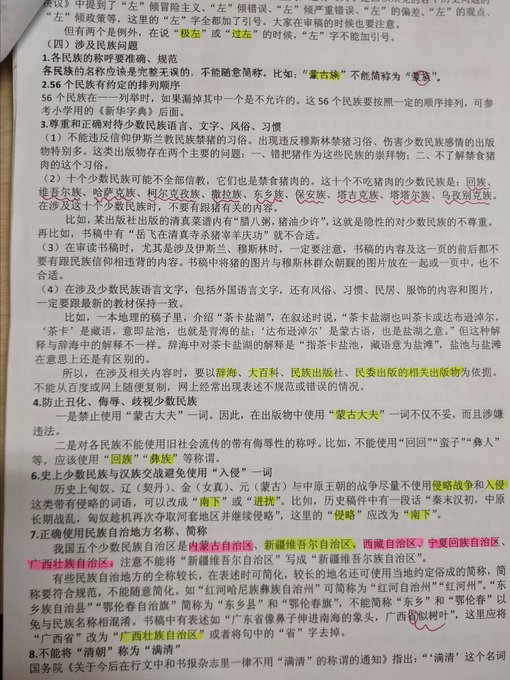 决议》中提到了“左”倾冒险主义、“左”倾错误、“左”倾严重错误、“左”的偏差、“左”的观点、
“左”倾政策等，这里的“左”字全都加了引号。大家在审稿的时候也要注意。
但有两个是例外，在说“极左”或“过左”的时候，“左”字不能加引号。
（四）涉及民族问题
1.各民族的称呼要准确、规范
各民族的名称应该是完整无误的，不能随意简称。比如：“蒙古族”不能简称为“蒙族”。
2.56 个民族有约定的排列顺序
56 个民族在一一列举时，如果漏掉其中一个是不允许的。这 56 个民族要按照一定的顺序排列，可参
考小学用的《新华字典》后面。
3.尊重和正确对待少数民族语言、文字、风俗、习惯
（1）不能违反信仰伊斯兰教民族禁猪的习俗。出现违反穆斯林禁猪习俗、伤害少数民族感情的出版
物特别多，这类出版物存在两个主要的问题：一、错把猪作为这些民族的崇拜物；二、不了解禁食猪
肉的这个习俗。
（2）十个少数民族可能不全部信教，它们也是禁食猪肉的。这十个不吃猪肉的少数民族是：回族、
维吾尔族、哈萨克族、柯尔克孜族、撒拉族、东乡族、保安族、塔吉克族、塔塔尔族、乌孜别克族。
在涉及这十个少数民族时，不要有跟猪有关的内容。
比如，某出版社出版的清真菜谱内有“腊八粥，猪油少许”，这就是隐性的对少数民族的不尊重。
再比如，书稿中有“岳飞在清真寺杀猪宰羊庆功”就不合适。
（3）在审读书稿时，尤其是涉及伊斯兰、穆斯林时，一定要注意，书稿的内容及这一页的前后都不
要有跟民族信仰相违背的内容。书稿中将猪的图片与穆斯林群众朝觐的图片放在一起或一页中，也不
合适。
（4）在涉及少数民族语言文字，包括外国语言文字，还有风俗、习惯、民居、服饰的内容和图片，
一定要跟最新的教材保持一致。
比如，一本地理的稿子里，介绍“茶卡盐湖”，在叙述时说，“茶卡盐湖也叫茶卡或达布逊淖尔，
‘茶卡’是藏语，意即盐池，也就是青海的盐；‘达布逊淖尔’是蒙古语，也是盐湖之意。”但这种解
释与辞海中的解释不一样。辞海中对茶卡盐湖的解释是“指茶卡盐池，藏语意为盐滩”，盐池与盐滩
在意思上还是有区别的。
所以，在涉及相关内容时，要以辞海、大百科、民族出版社、民委出版的相关出版物为依据。
不能从百度或网上随便复制，网上经常出现表述不规范或错误的情况。
4.防止丑化、侮辱、歧视少数民族
一是禁止使用“蒙古大夫”一词。因此，在出版物中使用“蒙古大夫”一词不仅不妥，而且涉嫌
违法。
二是对各民族不能使用旧社会流传的带有侮辱性的称呼。比如，不能使用“回回”“蛮子”“彝人”
等，应该使用“回族”“彝族”等称谓。
6.史上少数民族与汉族交战避免使用“入侵”一词
历史上匈奴、辽（契丹）、金（女真）、元（蒙古）与中原王朝的战争尽量不使用侵略战争和入侵
这类带有侵略的词语，可以改成“南下”或“进扰”。比如，历史稿件中有一段话“秦末汉初，中原
长期战乱，匈奴趁机再次夺取河套地区并继续侵略”，这里的“侵略”应改为“南下”。
7.正确使用民族自治地方名称、简称
我国五个少数民族自治区是内蒙古自治区、新疆维吾尔自治区、西藏自治区、宁夏回族自治区、
广西壮族自治区。注意不能将“新疆维吾尔自治区”写成“新疆维吾尔族自治区”。
有些民族自治地方的全称较长，在表述时可简化，较长的地名还可使用当地约定俗成的简称，简
称要符合规范，不能随意简化。如“红河哈尼族彝族自治州”可简称为“红河自治州”“红河州”。“东
乡族自治县”“鄂伦春自治旗”简称为“东乡县”和“鄂伦春旗”，不能简称“东乡”和“鄂伦春”以
免与民族名称相混淆。书稿中有表述如“广东省像鼻子伸进南海的象头，广西省似树叶”，这里应将
“广西省”改为“广西壮族自治区”或者将句中的“省”字去掉。
8.不能将“清朝”称为“满清”
国务院《关于今后在行文中和书报杂志里一律不用“满清”的称谓的通知》指出：“‘满清’这个名词